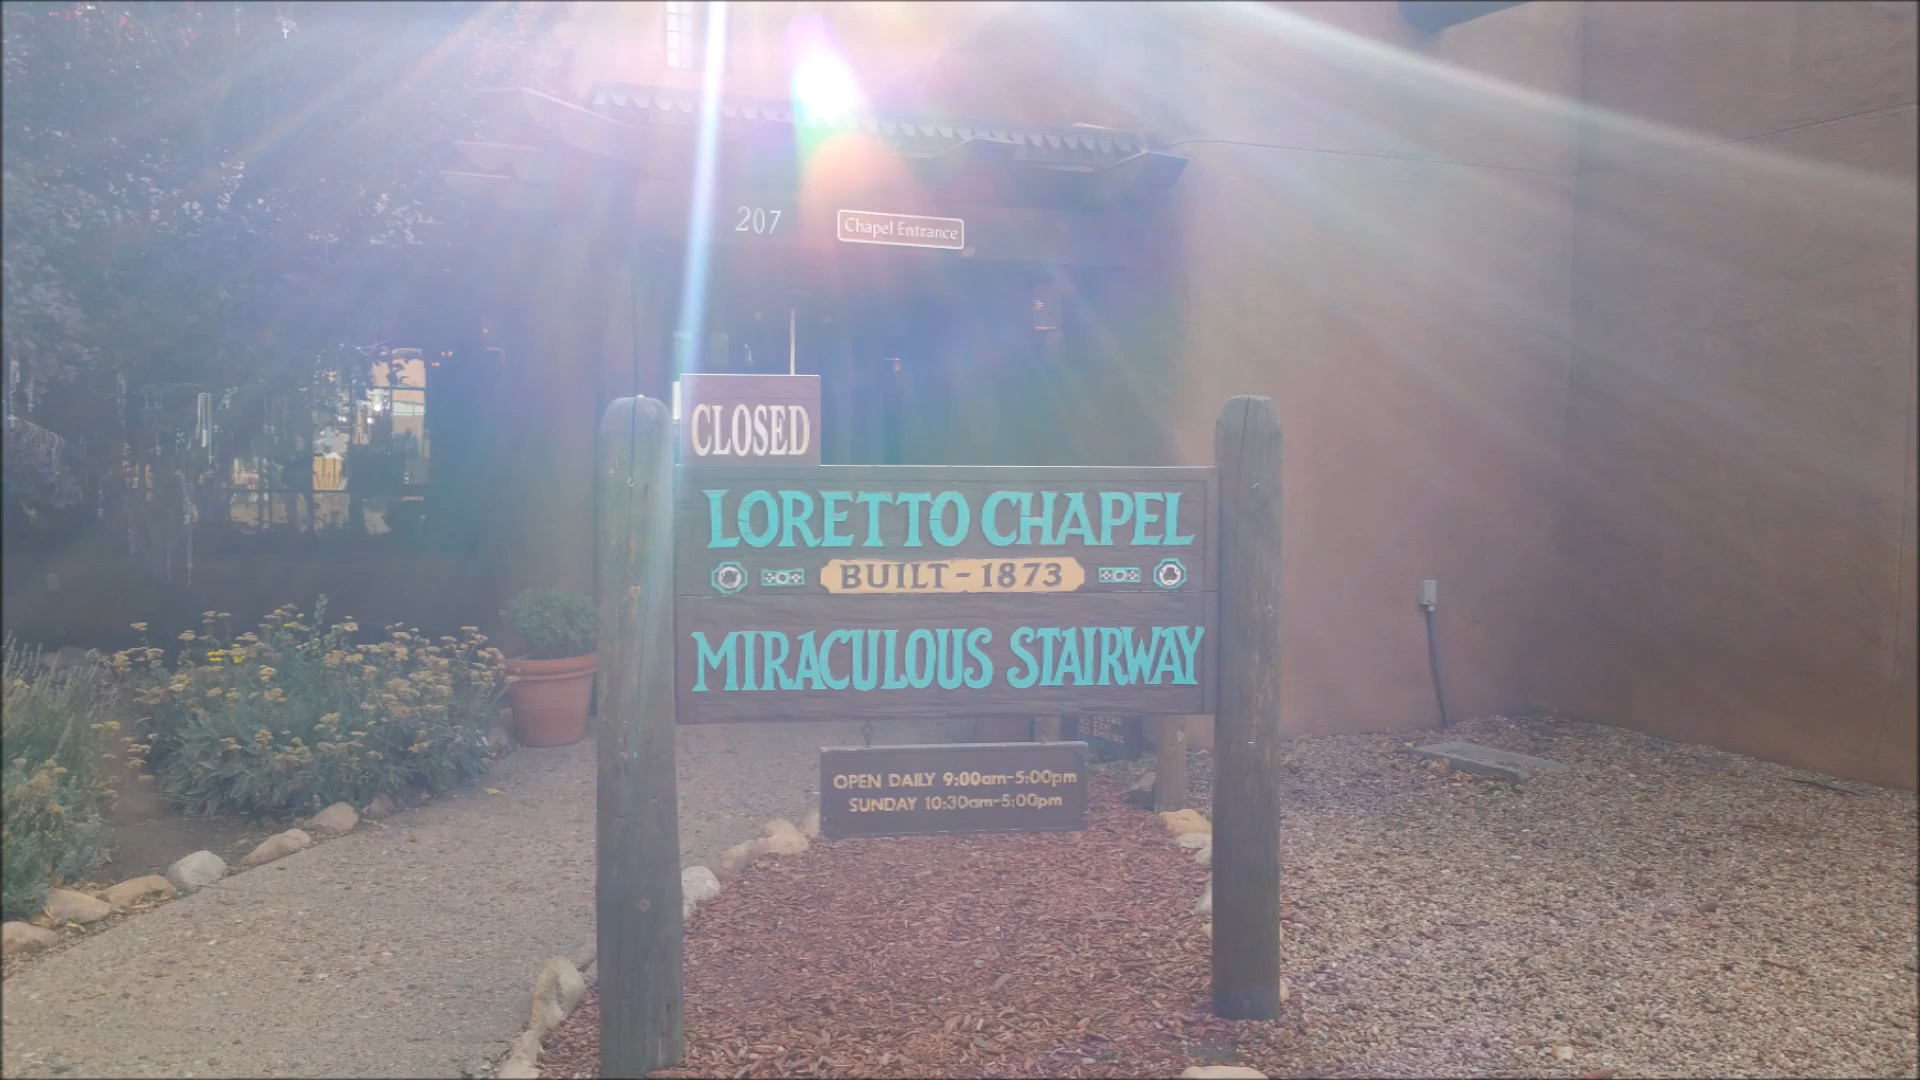 207
Chapel Entrance
CLOSED
LORETTO CHAPEL
BUILT-1873
MIRACULOUS STAIRWAY
OPEN DAILY 9:00am-5:00pm
SUNDAY 10:30am-5:00pm